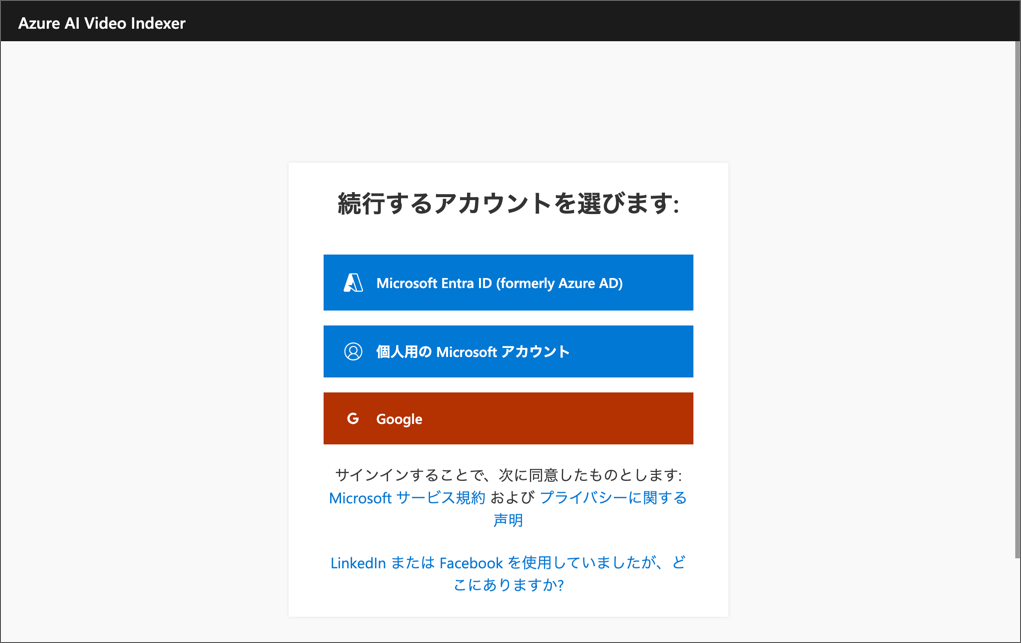 Azure AI Video Indexer
続行するアカウントを選びます:
Microsoft Entra ID (formerly Azure AD)
個人用の Microsoft アカウント
G Google
サインインすることで、次に同意したものとします:
Microsoft サービス規約 および プライバシーに関する
声明
LinkedIn または Facebook を使用していましたが、ど
こにありますか?